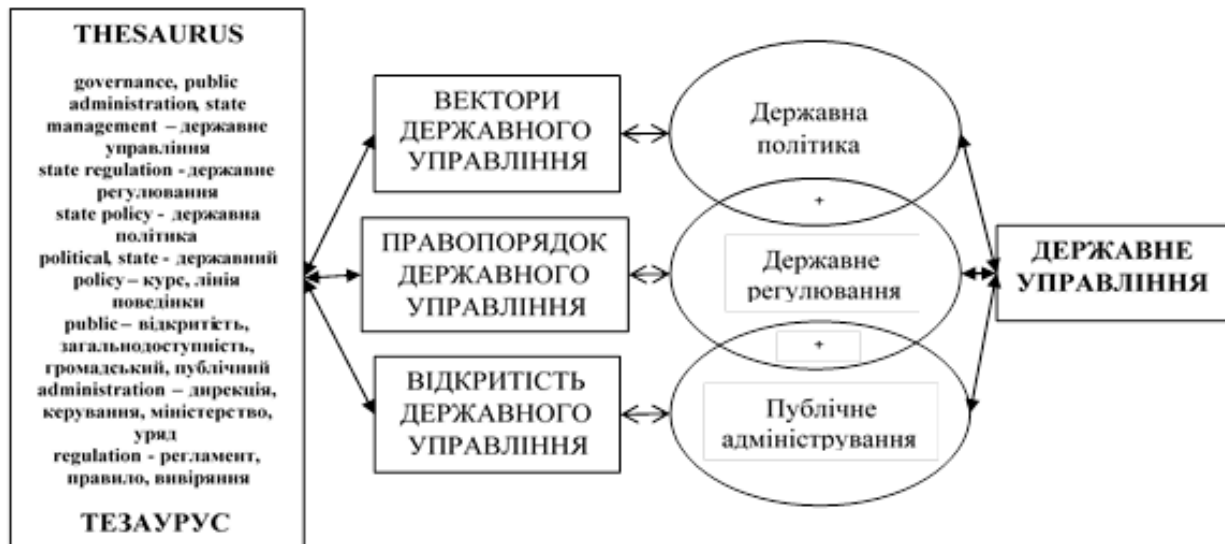 THESAURUS
governance, public
administration, state
management – державне
управління
state regulation - державне
регулювання
state policy - державна
політика
political, state - державний
policy – курс, лінія
поведінки
public – відкритість,
загальнодоступність,
громадський, публічний
administration – дирекція,
керування, міністерство,
уряд
regulation - регламент,
правило, вивіряння
ТЕЗАУРУС
ВЕКТОРИ
ДЕРЖАВНОГО
УПРАВЛІННЯ
ПРАВОПОРЯДОК
ДЕРЖАВНОГО
УПРАВЛІННЯ
ВІДКРИТІСТЬ
ДЕРЖАВНОГО
УПРАВЛІННЯ
Державна
політика
+
Державне
регулювання
+
Публічне
адміністрування
ДЕРЖАВНЕ
УПРАВЛІННЯ